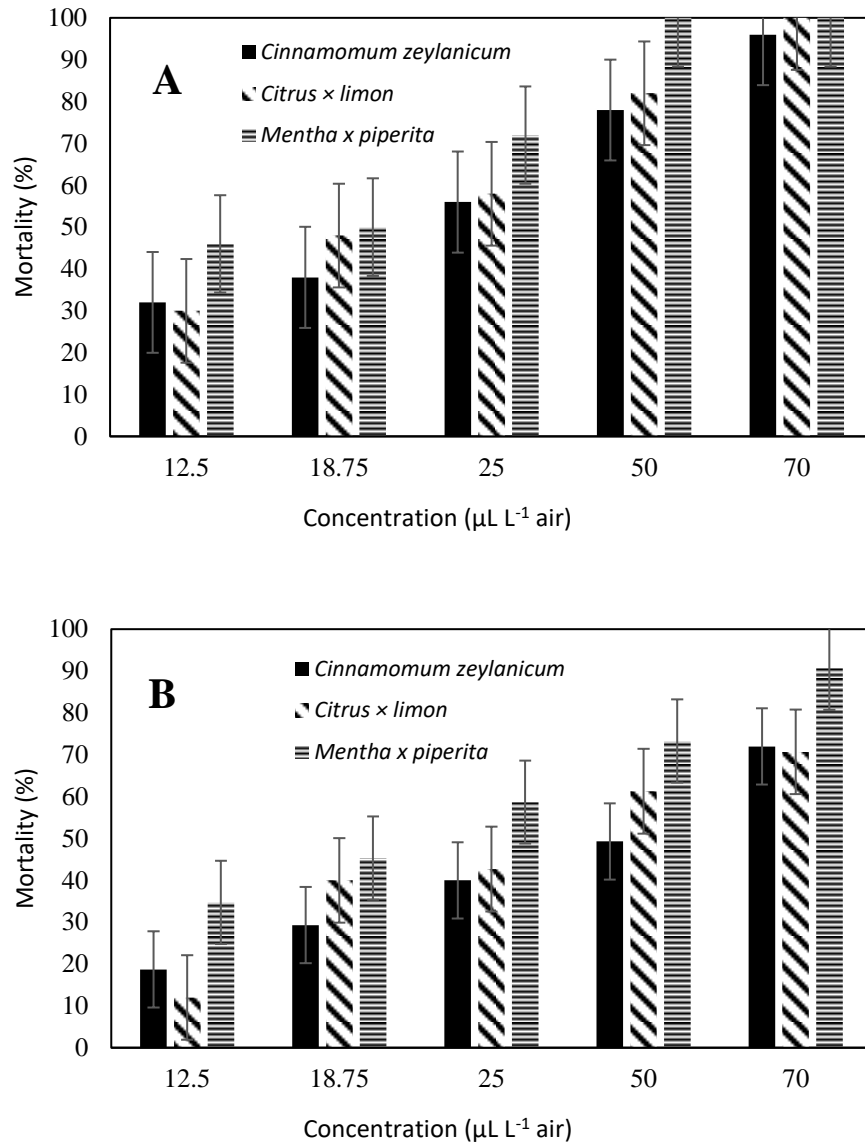 100
90
80
70
60
50
40
30
20
10
0
Mortality (%)
A
Cinnamomum zeylanicum
Citrus × limon
Mentha x piperita
12.5 18.75 25 50 70
Concentration (µL L⁻¹ air)
100
90
80
70
60
50
40
30
20
10
0
Mortality (%)
B
Cinnamomum zeylanicum
Citrus × limon
Mentha x piperita
12.5 18.75 25 50 70
Concentration (µL L⁻¹ air)